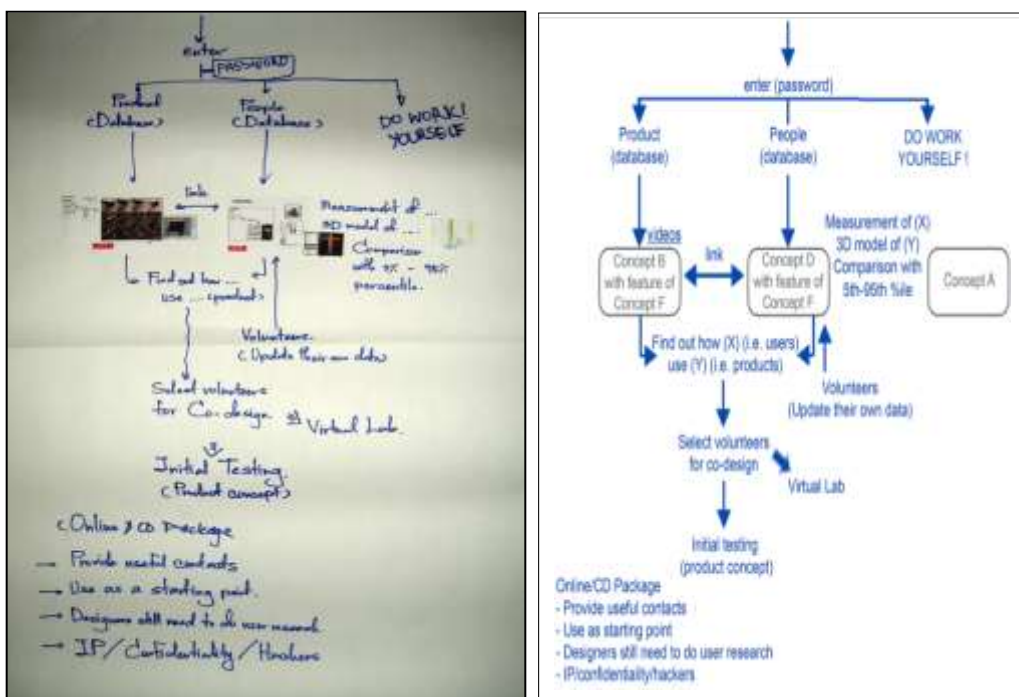 enter
PASSWORD
Product
(Database)
People
(Database)
DO WORK!
YOURSELF
link
Measurement of ...
3D model of ...
Comparison
with 5% - 95%
percentile.
Find out how ...
use ... (product)
Volunteers
(Update their own data)
Select volunteers
for Co-design
Virtual Lab.
Initial Testing
(Product concept)
(Online / CD Package
→ Provide useful contacts
→ Use as a starting point.
→ Designers still need to do user research
→ IP/Confidentiality/Hackers
enter (password)
Product
(database)
People
(database)
DO WORK
YOURSELF !
videos
Concept B
with feature of
Concept F
link
Concept D
with feature of
Concept F
Measurement of (X)
3D model of (Y)
Comparison with
5th-95th %ile
Concept A
Find out how (X) (i.e. users)
use (Y) (i.e. products)
Volunteers
(Update their own data)
Select volunteers
for co-design
Virtual Lab
Initial testing
(product concept)
Online/CD Package
- Provide useful contacts
- Use as starting point
- Designers still need to do user research
- IP/confidentiality/hackers